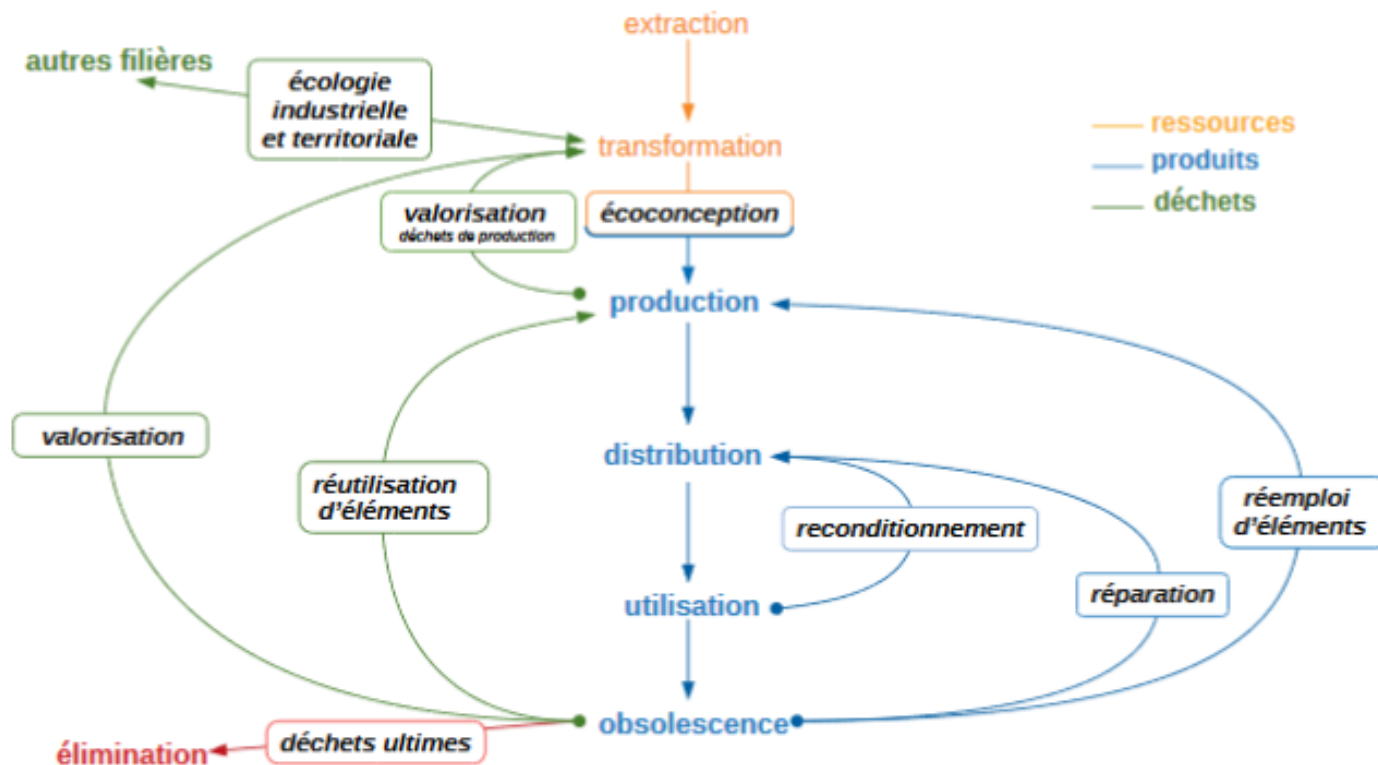 extraction
autres filières
écologie
industrielle
et territoriale
ressources
transformation
produits
déchets
valorisation
déchets de production
écoconception
production
valorisation
distribution
réutilisation
d'éléments
reconditionnement
réemploi
d'éléments
utilisation
réparation
obsolescence
déchets ultimes
élimination